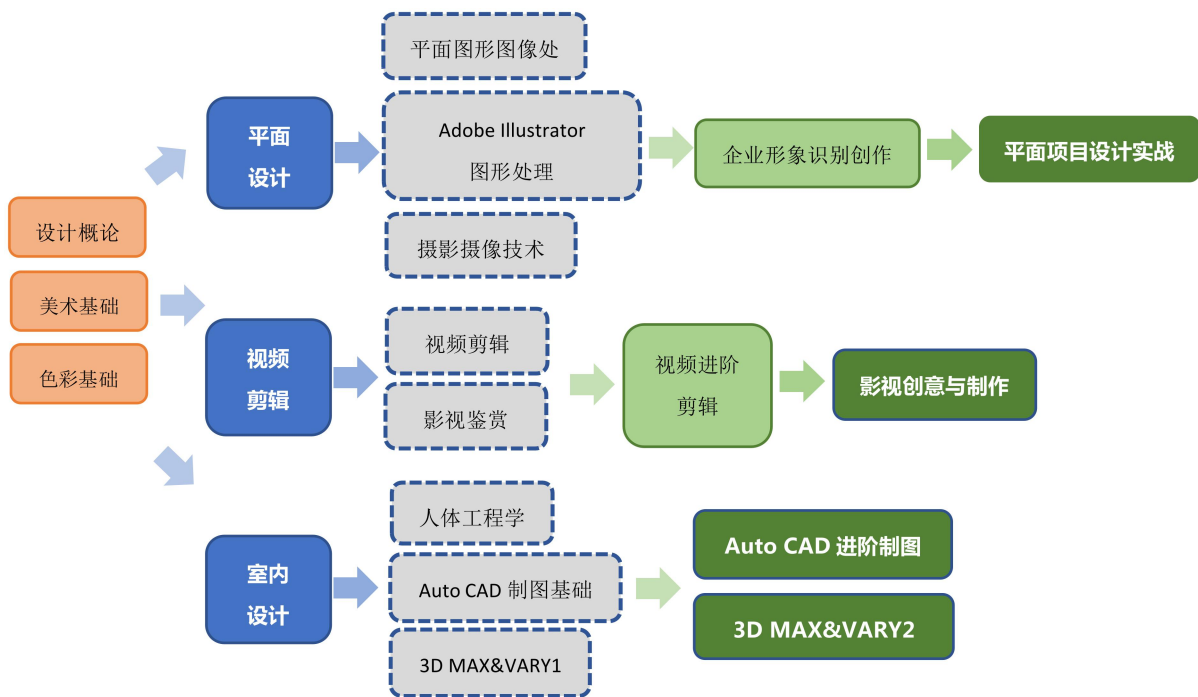 设计概论
美术基础
色彩基础
平面
设计
平面图形图像处
Adobe Illustrator
图形处理
摄影摄像技术
企业形象识别创作
平面项目设计实战
视频
剪辑
视频剪辑
影视鉴赏
视频进阶
剪辑
影视创意与制作
室内
设计
人体工程学
Auto CAD 制图基础
3D MAX&VARY1
Auto CAD 进阶制图
3D MAX&VARY2